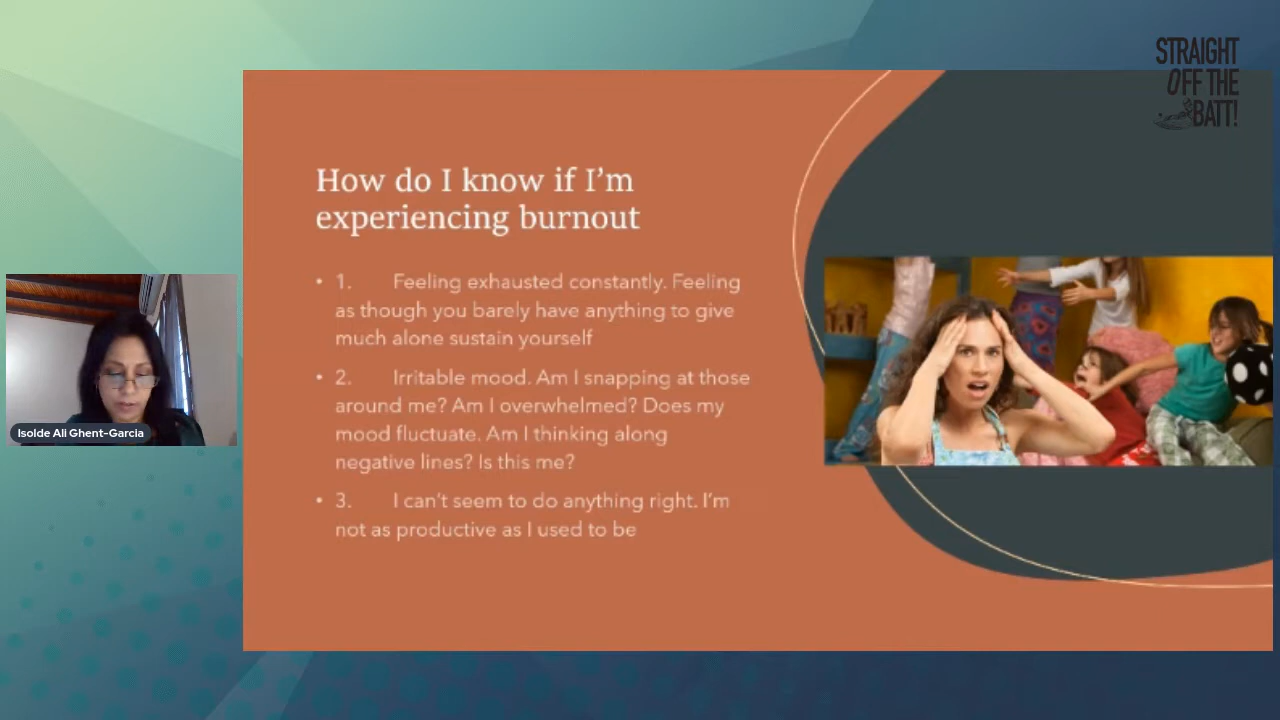 STRAIGHT
OFF THE
BATT!
How do I know if I'm
experiencing burnout
• 1. Feeling exhausted constantly. Feeling
as though you barely have anything to give
much alone sustain yourself
• 2. Irritable mood. Am I snapping at those
around me? Am I overwhelmed? Does my
mood fluctuate. Am I thinking along
negative lines? Is this me?
• 3. I can't seem to do anything right. I'm
not as productive as I used to be
Isolde Ali Ghent-Garcia